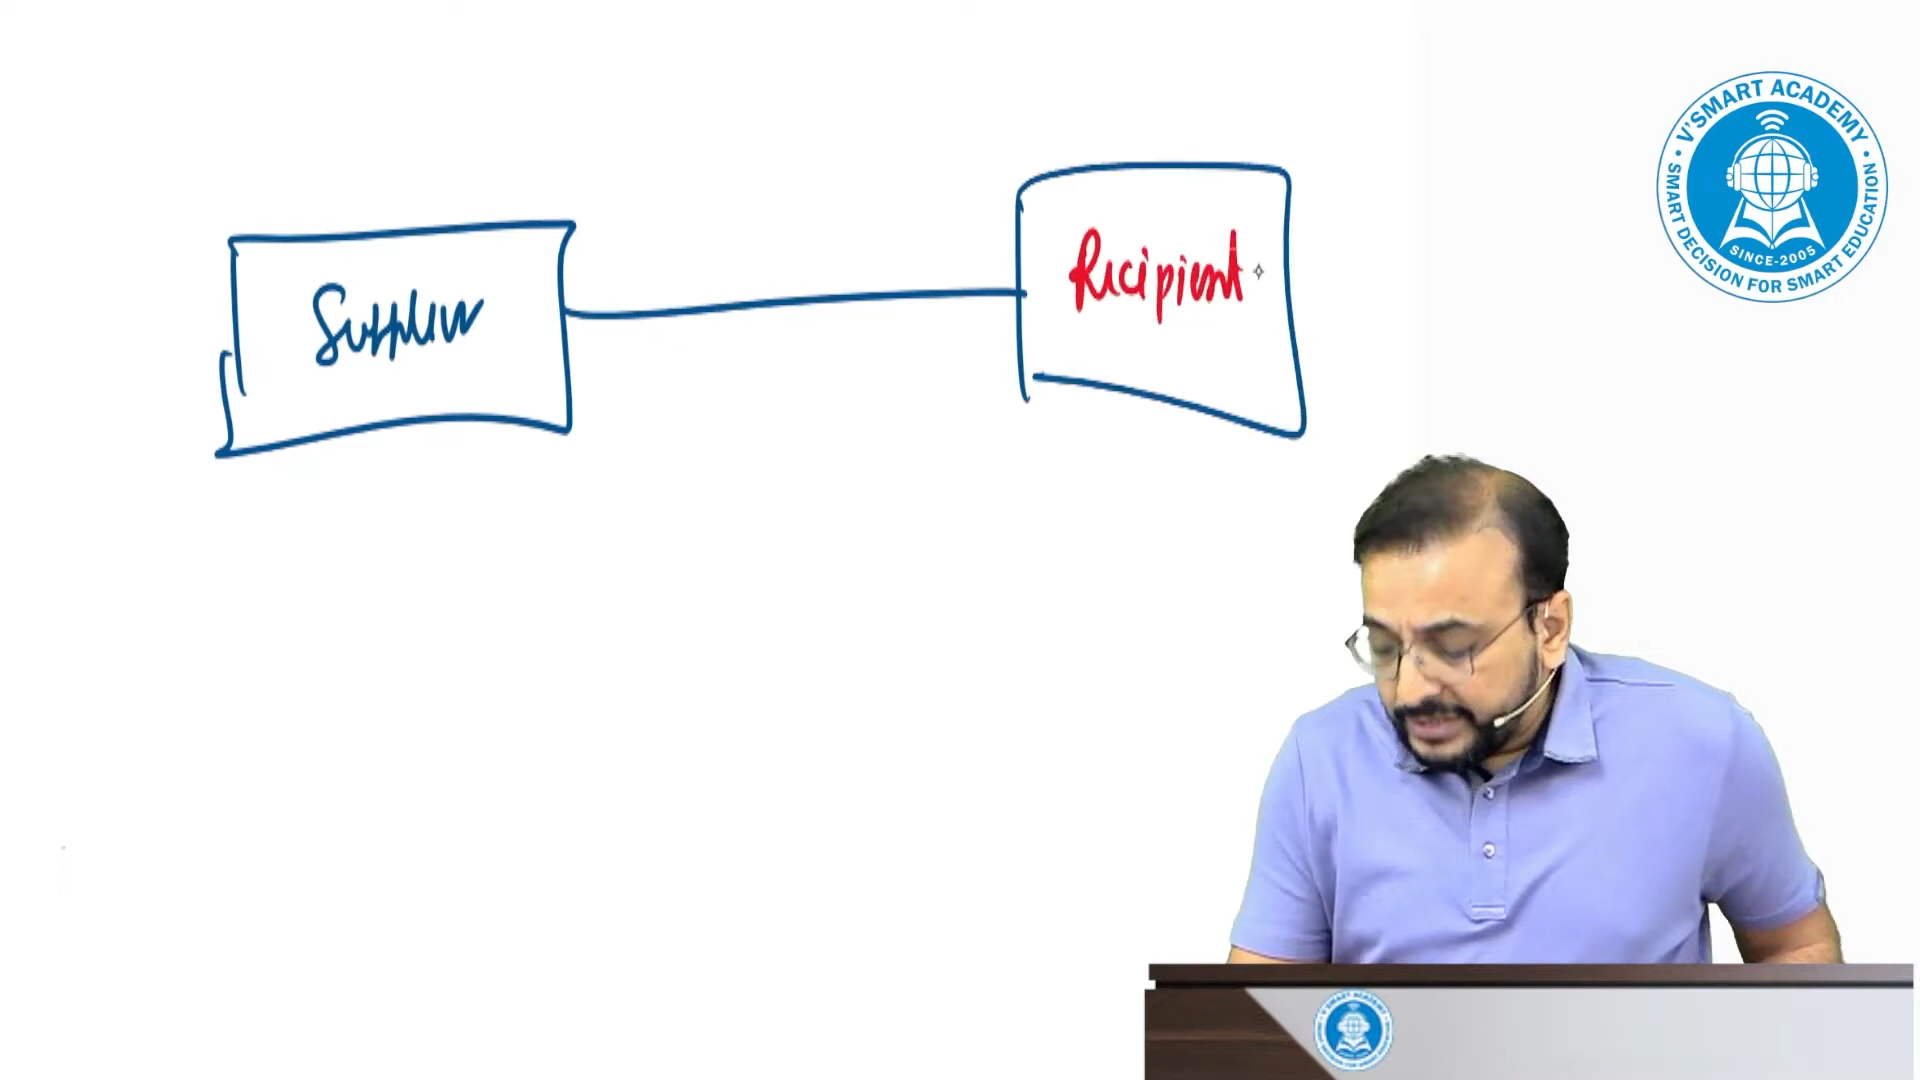 Supplier
Recipient
V'SMART ACADEMY
SINCE-2005
SMART DECISION FOR SMART EDUCATION